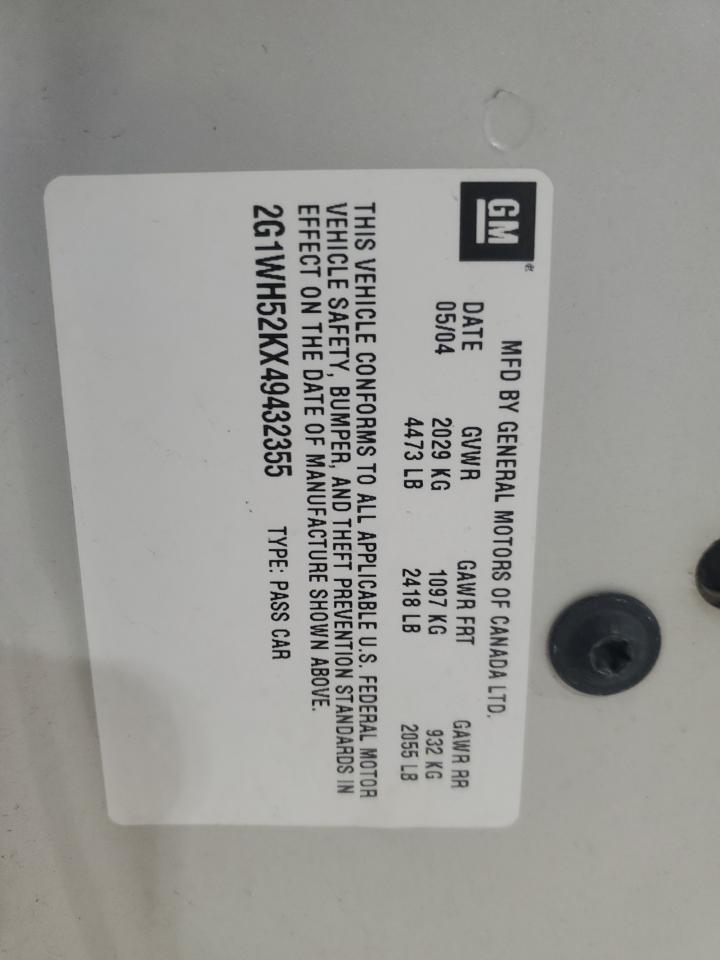 GM®
MFD BY GENERAL MOTORS OF CANADA LTD.
DATE GVWR GAWR FRT GAWR RR
05/04 2029 KG 1097 KG 932 KG
4473 LB 2418 LB 2055 LB
THIS VEHICLE CONFORMS TO ALL APPLICABLE U.S. FEDERAL MOTOR
VEHICLE SAFETY, BUMPER, AND THEFT PREVENTION STANDARDS IN
EFFECT ON THE DATE OF MANUFACTURE SHOWN ABOVE.
2G1WH52KX49432355 TYPE: PASS CAR